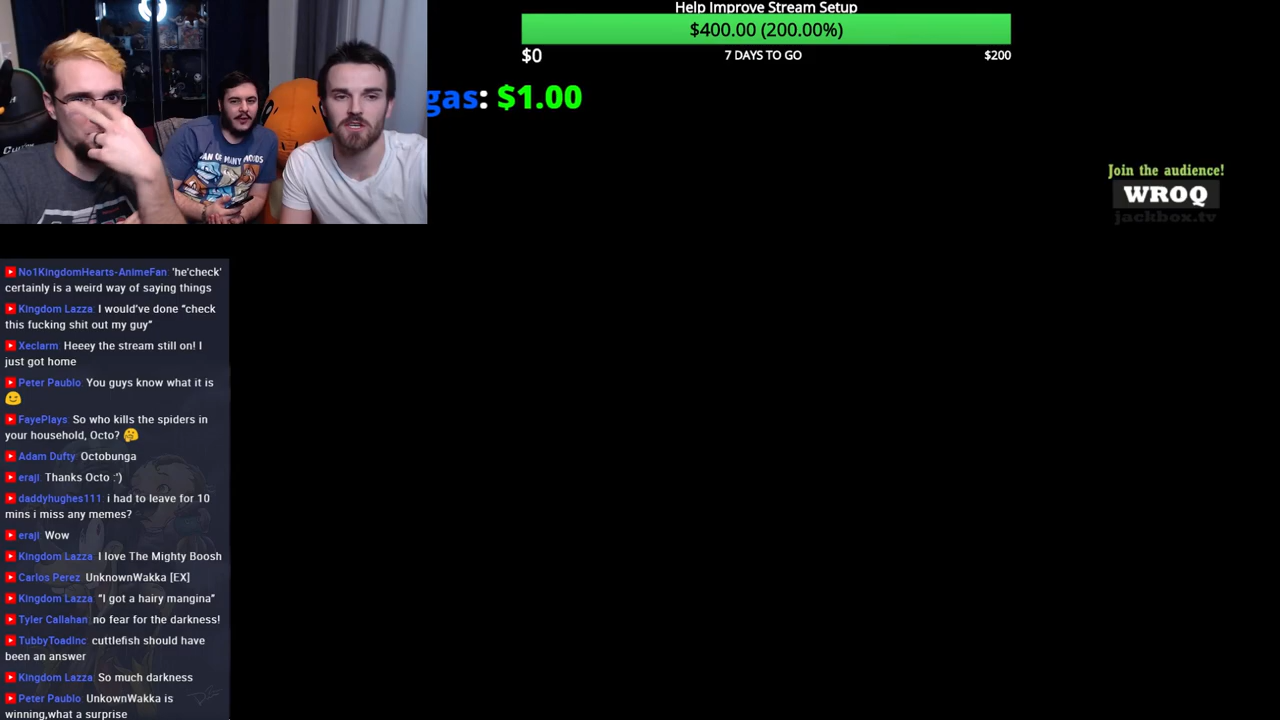 Help Improve Stream Setup
$400.00 (200.00%)
$0
7 DAYS TO GO
$200
gas: $1.00
Join the audience!
WROQ
jackbox.tv
No1KingdomHearts-AnimeFan: 'he'check'
certainly is a weird way of saying things
Kingdom Lazza: I would've done “check
this fucking shit out my guy”
Xeclarm: Heeey the stream still on! I
just got home
Peter Paublo: You guys know what it is
😉
FayePlays: So who kills the spiders in
your household, Octo? 🤔
Adam Dufty: Octobunga
eraji: Thanks Octo :')
daddyhughes111: i had to leave for 10
mins i miss any memes?
eraji: Wow
Kingdom Lazza: I love The Mighty Boosh
Carlos Perez: UnknownWakka [EX]
Kingdom Lazza: “I got a hairy mangina”
Tyler Callahan: no fear for the darkness!
TubbyToadInc: cuttlefish should have
been an answer
Kingdom Lazza: So much darkness
Peter Paublo: UnkownWakka is
winning,what a surprise